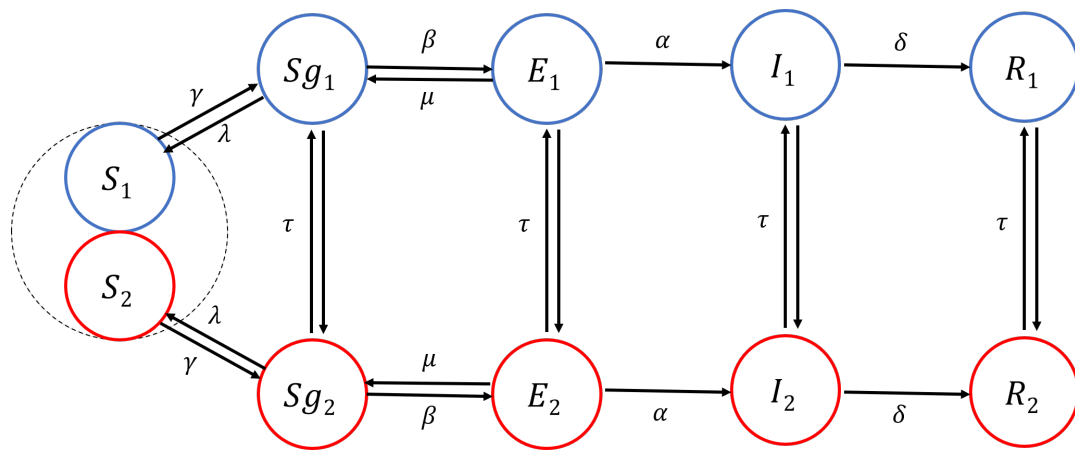 β
α
δ
Sg₁
E₁
I₁
R₁
μ
γ
λ
S₁
τ
τ
τ
τ
S₂
λ
γ
μ
Sg₂
E₂
I₂
R₂
β
α
δ